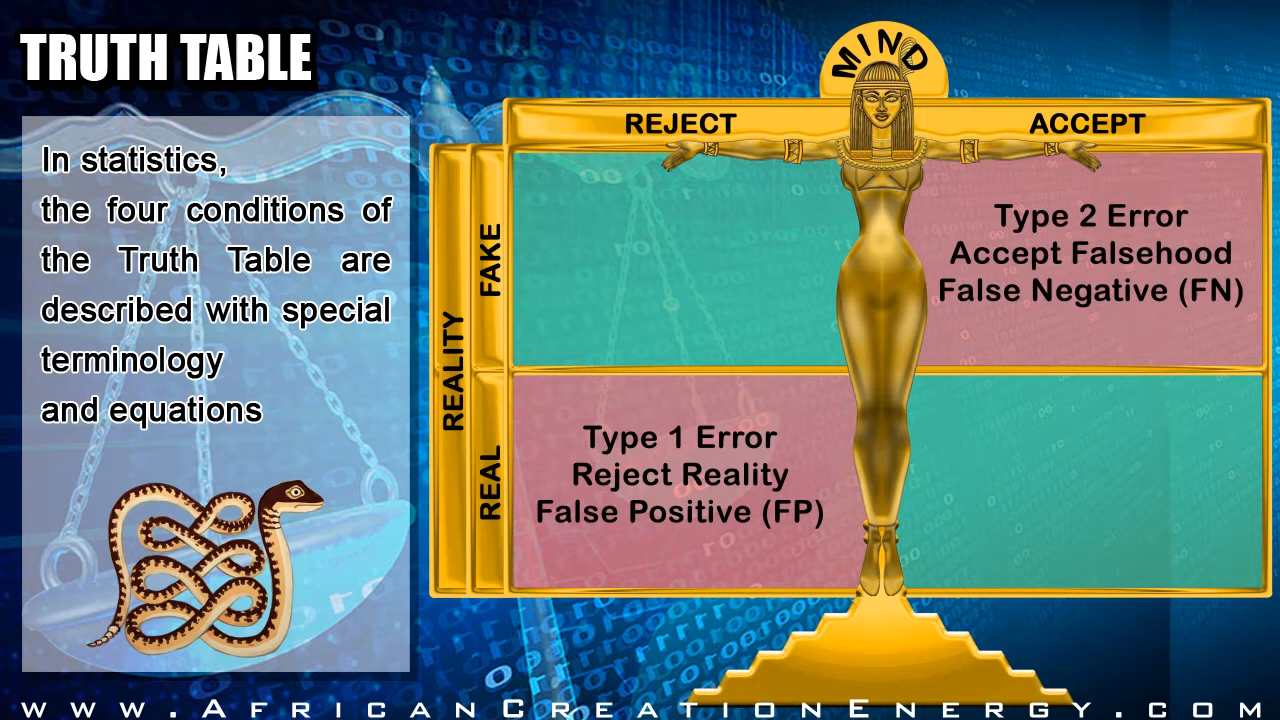 TRUTH TABLE
In statistics,
the four conditions of
the Truth Table are
described with special
terminology
and equations
MIND
REJECT
ACCEPT
REALITY
FAKE
Type 2 Error
Accept Falsehood
False Negative (FN)
REAL
Type 1 Error
Reject Reality
False Positive (FP)
www.AfricanCreationEnergy.com